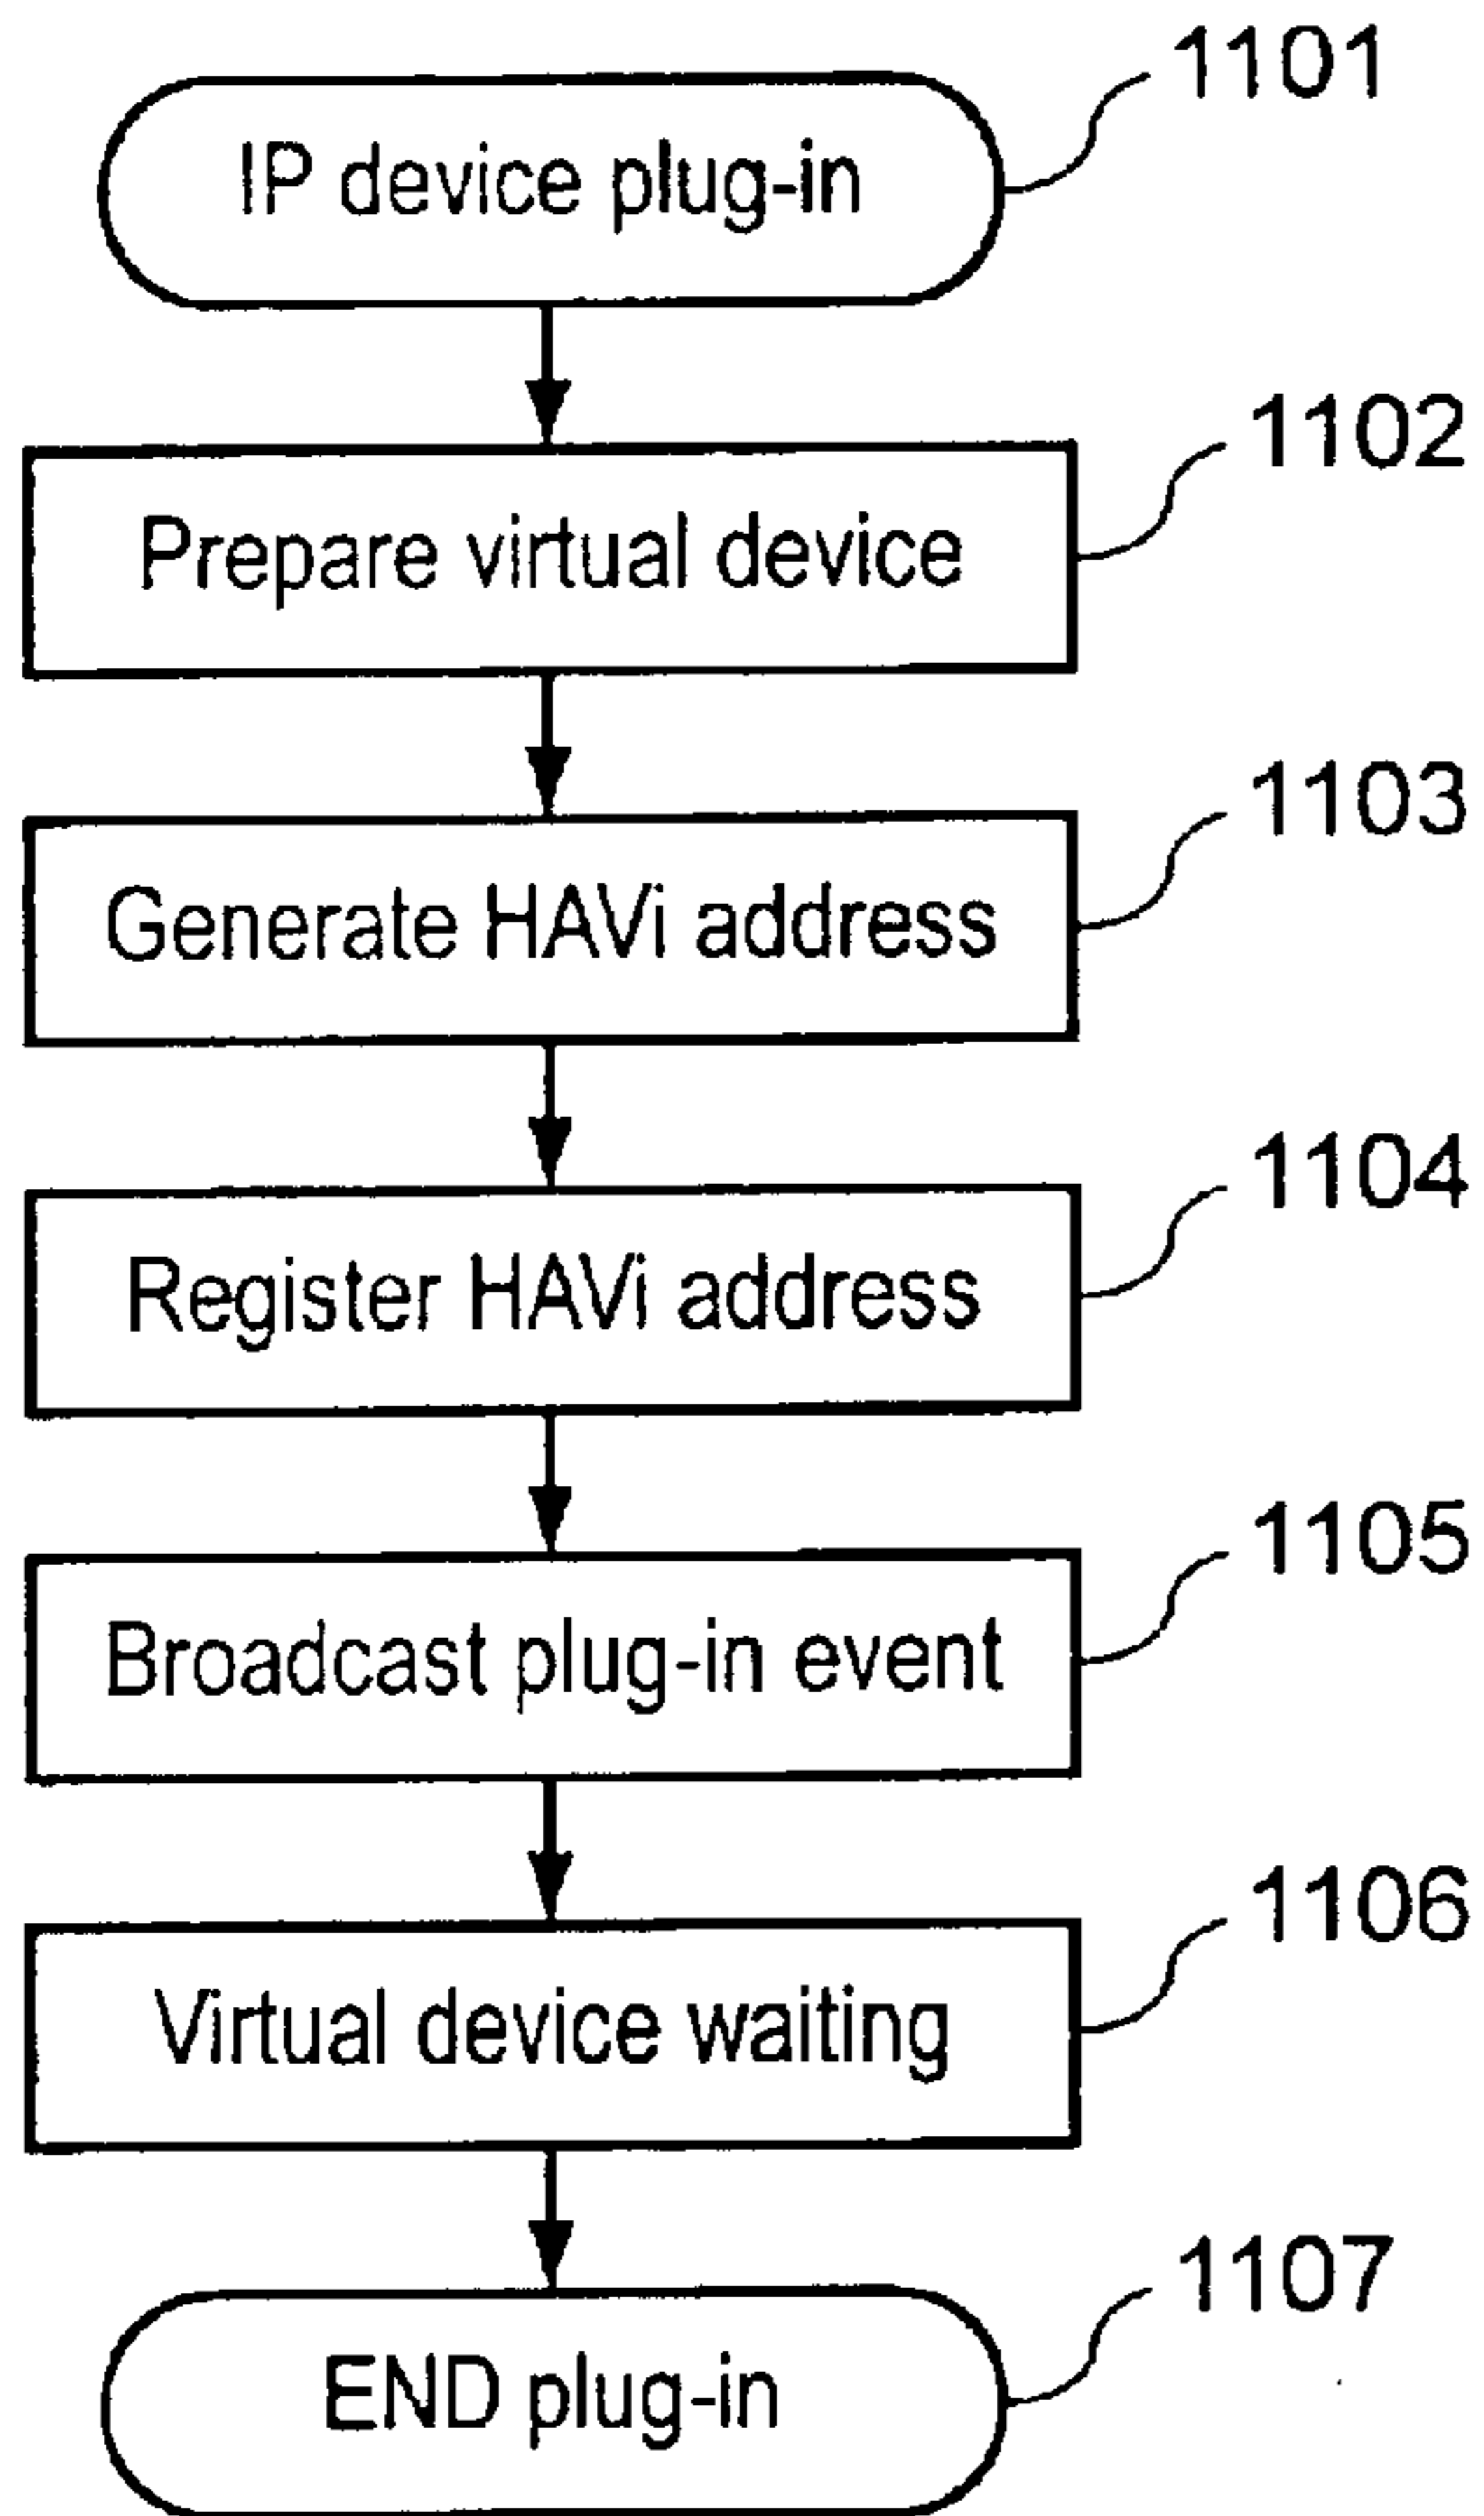 1101
IP device plug-in
1102
Prepare virtual device
1103
Generate HAVi address
1104
Register HAVi address
1105
Broadcast plug-in event
1106
Virtual device waiting
1107
END plug-in